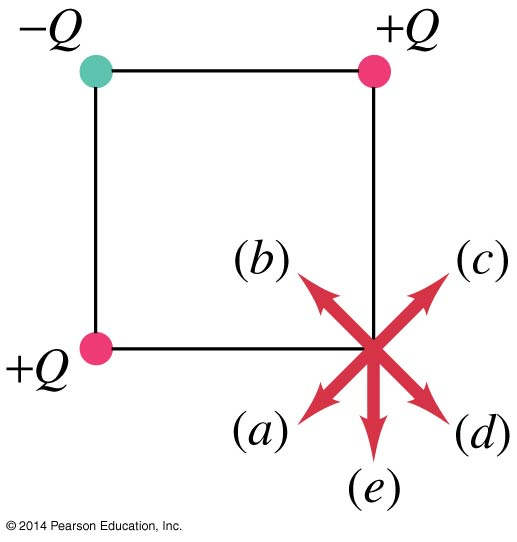 −Q
+Q
(b)
(c)
+Q
(a)
(d)
(e)
© 2014 Pearson Education, Inc.